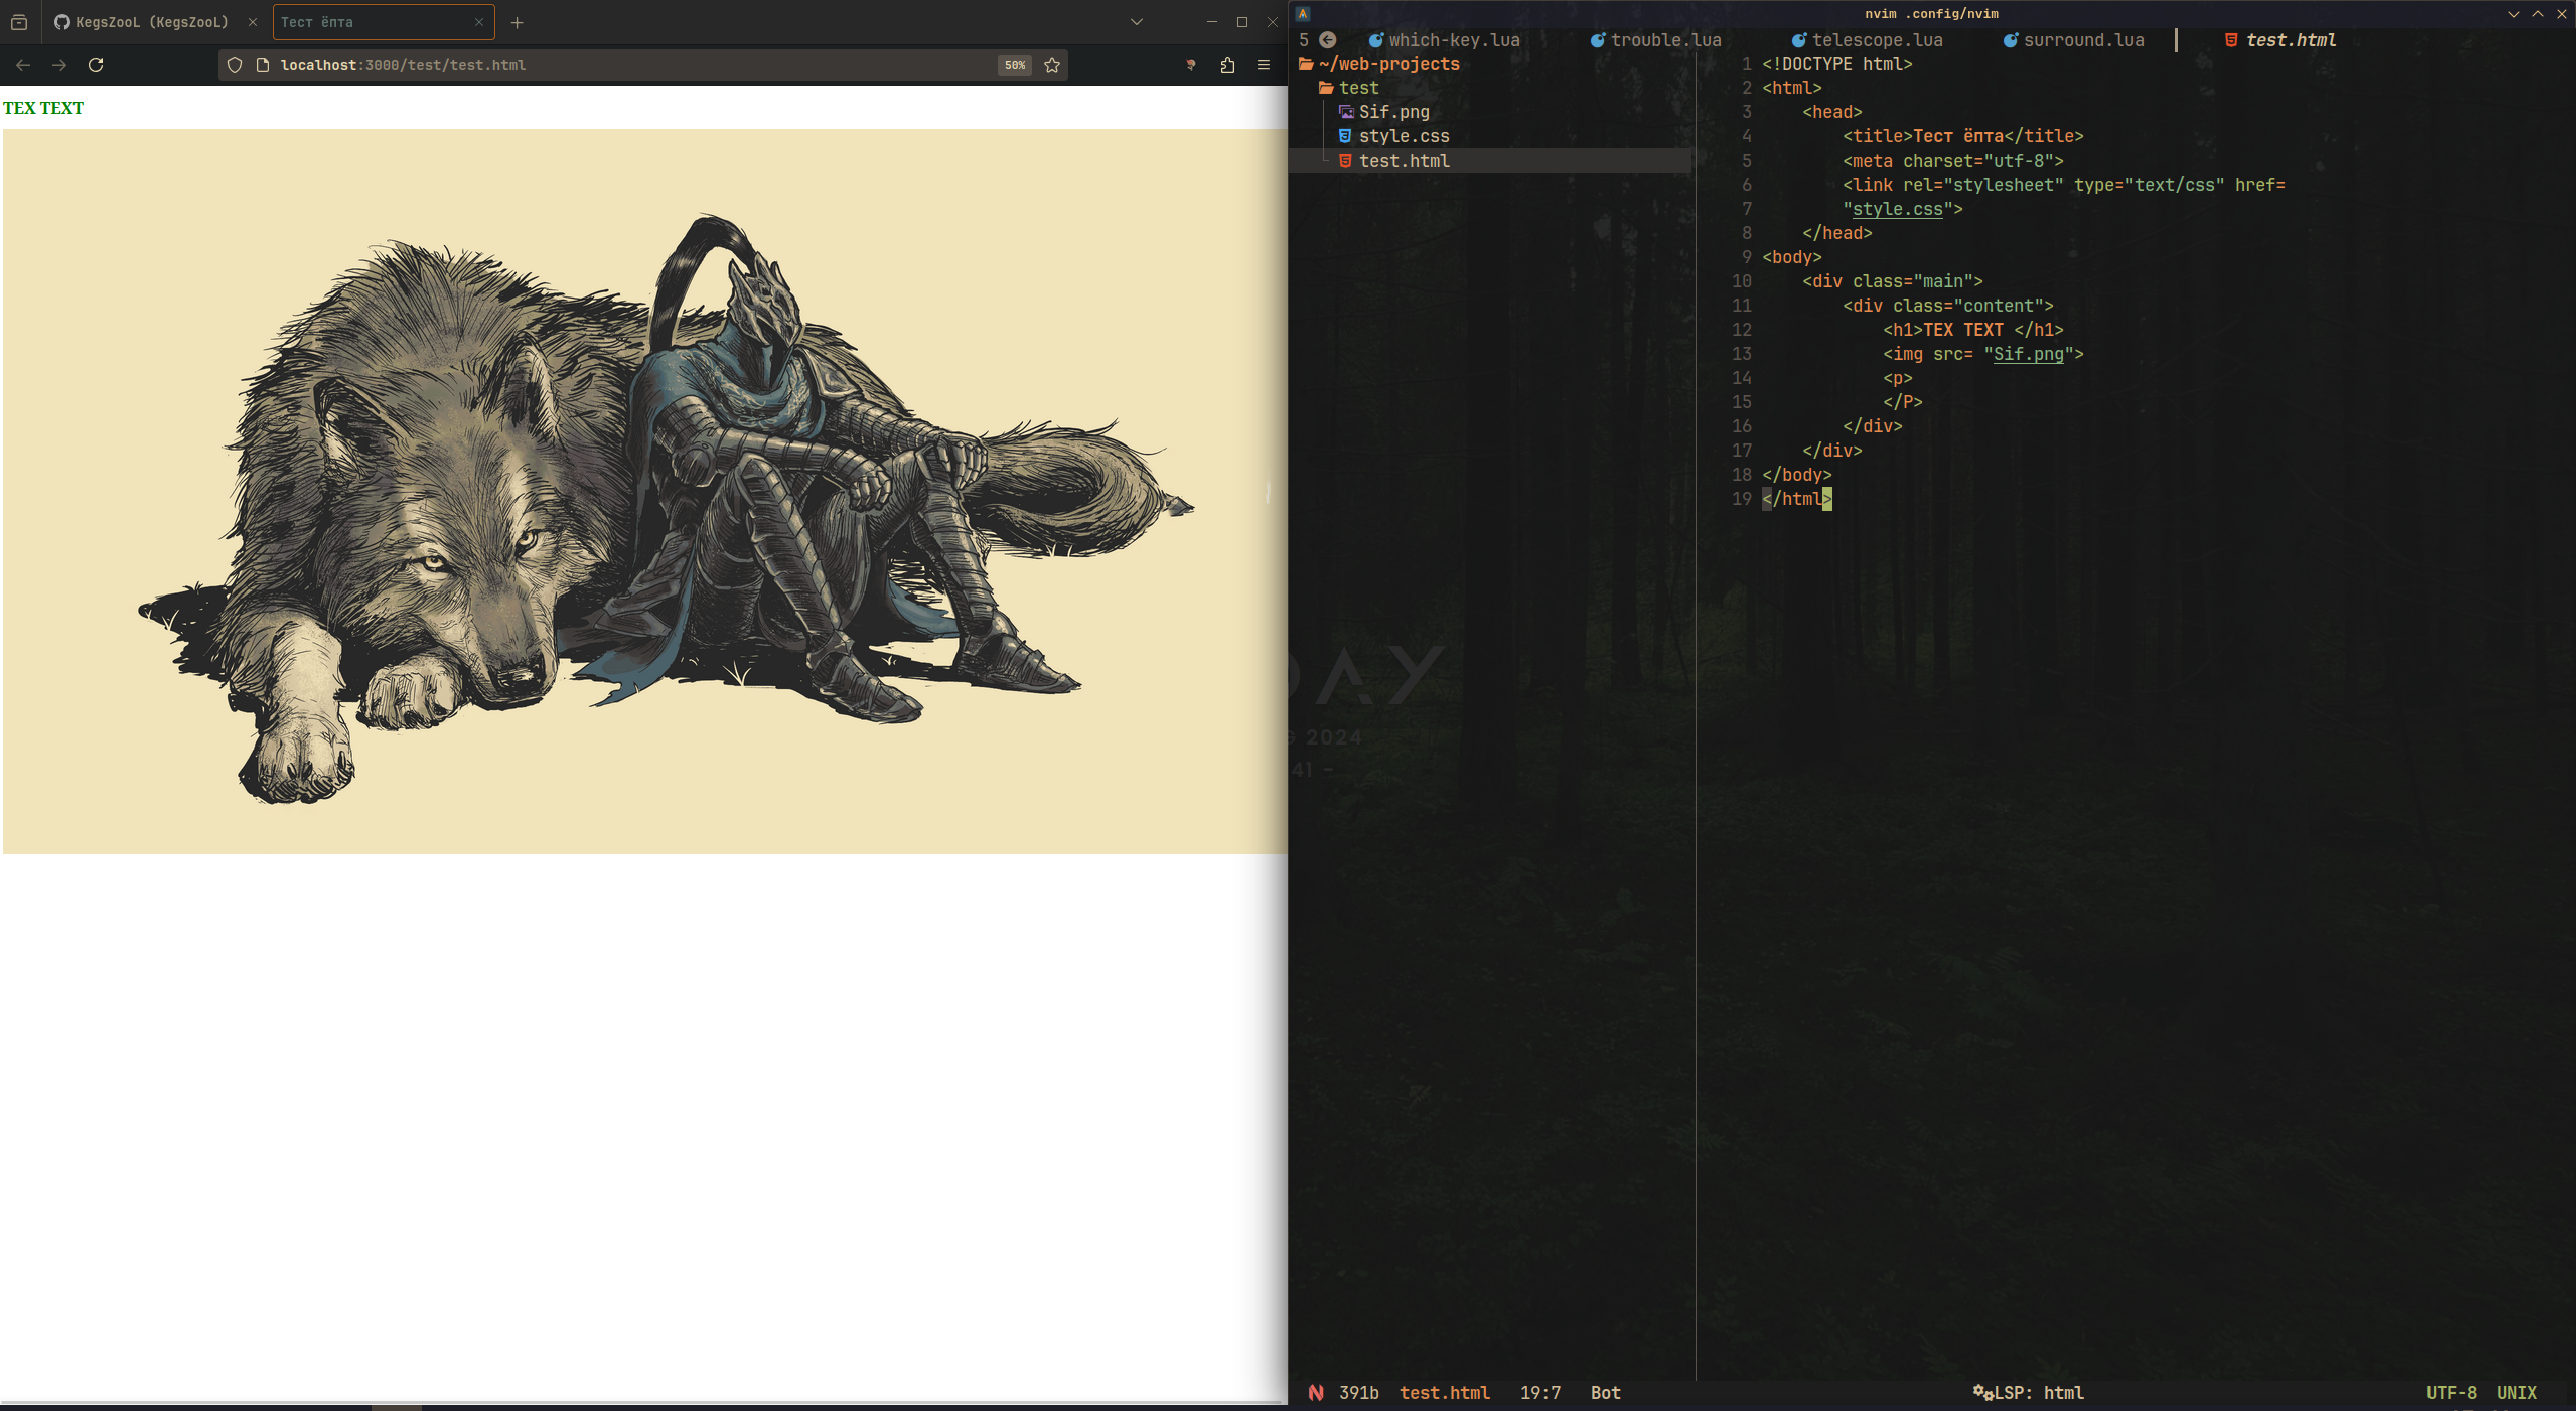 KegsZooL (KegsZooL)
Тест ёпта
localhost:3000/test/test.html
50%
TEX TEXT
nvim .config/nvim
5 which-key.lua trouble.lua telescope.lua surround.lua test.html
~/web-projects
test
Sif.png
style.css
test.html
1 <!DOCTYPE html>
2 <html>
3 <head>
4 <title>Тест ёпта</title>
5 <meta charset="utf-8">
6 <link rel="stylesheet" type="text/css" href=
7 "style.css">
8 </head>
9 <body>
10 <div class="main">
11 <div class="content">
12 <h1>TEX TEXT </h1>
13 <img src= "Sif.png">
14 <p>
15 </P>
16 </div>
17 </div>
18 </body>
19 </html>
DAY
G 2024
41 -
N 391b test.html 19:7 Bot
LSP: html
UTF-8 UNIX